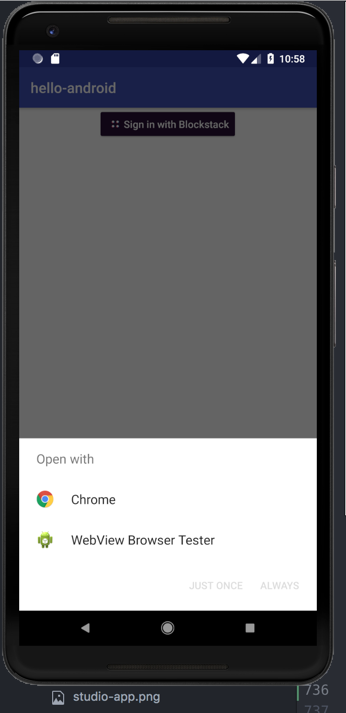 10:58
hello-android
Sign in with Blockstack
Open with
Chrome
WebView Browser Tester
JUST ONCE ALWAYS
studio-app.png
736
737